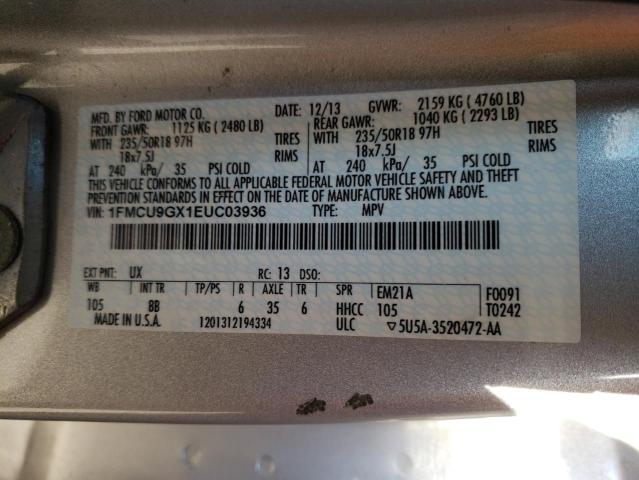 MFD. BY FORD MOTOR CO. DATE: 12/13 GVWR: 2159 KG ( 4760 LB)
FRONT GAWR: 1125 KG ( 2480 LB) REAR GAWR: 1040 KG ( 2293 LB)
WITH 235/50R18 97H TIRES WITH 235/50R18 97H TIRES
18x7.5J RIMS 18x7.5J RIMS
AT 240 kPa/ 35 PSI COLD AT 240 kPa/ 35 PSI COLD
THIS VEHICLE CONFORMS TO ALL APPLICABLE FEDERAL MOTOR VEHICLE SAFETY AND THEFT
PREVENTION STANDARDS IN EFFECT ON THE DATE OF MANUFACTURE SHOWN ABOVE.
VIN: 1FMCU9GX1EUC03936 TYPE: MPV
EXT PNT: UX RC: 13 DSO:
WB INT TR TP/PS R AXLE TR SPR EM21A F0091
105 8B 6 35 6 HHCC 105 T0242
MADE IN U.S.A. 1201312194334 ULC ▽5U5A-3520472-AA